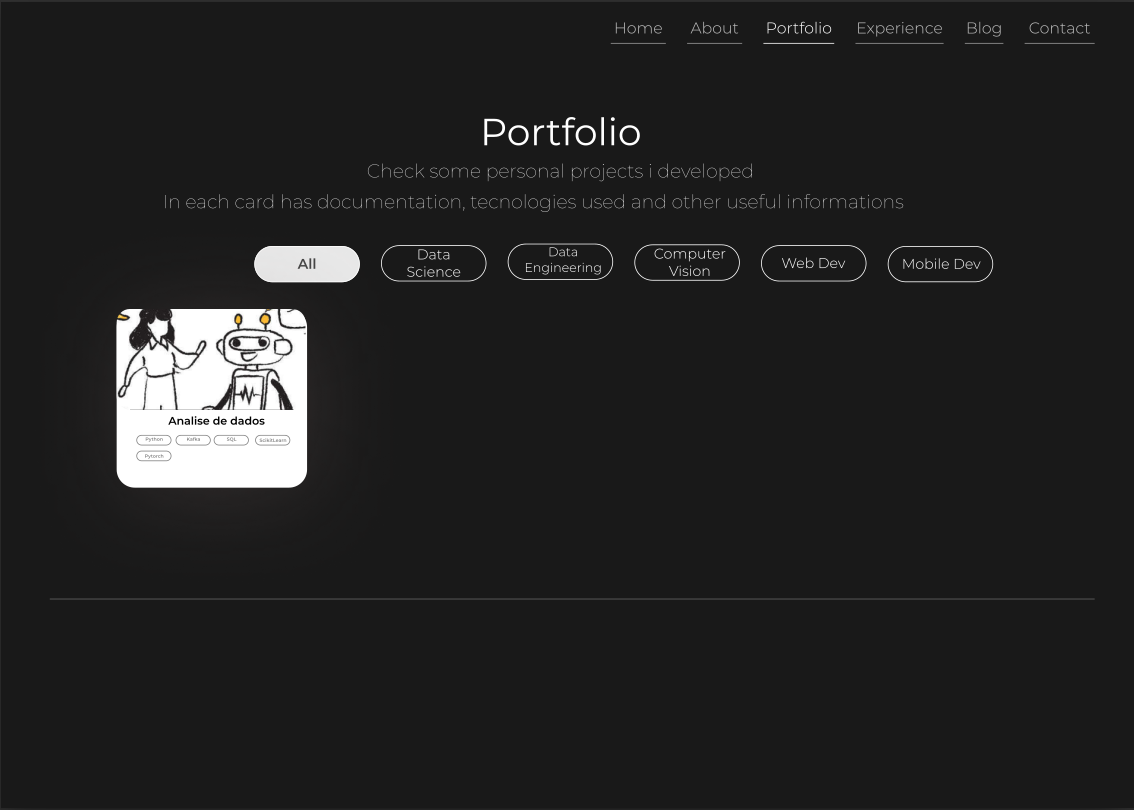 Home About Portfolio Experience Blog Contact
Portfolio
Check some personal projects i developed
In each card has documentation, tecnologies used and other useful informations
All
Data
Science
Data
Engineering
Computer
Vision
Web Dev
Mobile Dev
Analise de dados
Python Kafka SQL ScikitLearn
Pytorch